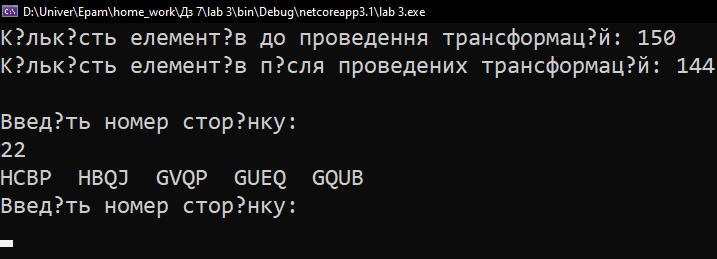 D:\Univer\Epam\home_work\Дз 7\lab 3\bin\Debug\netcoreapp3.1\lab 3.exe
К?льк?сть елемент?в до проведення трансформац?й: 150
К?льк?сть елемент?в п?сля проведених трансформац?й: 144
Введ?ть номер стор?нку:
22
HCBP  HBQJ  GVQP  GUEQ  GQUB
Введ?ть номер стор?нку: